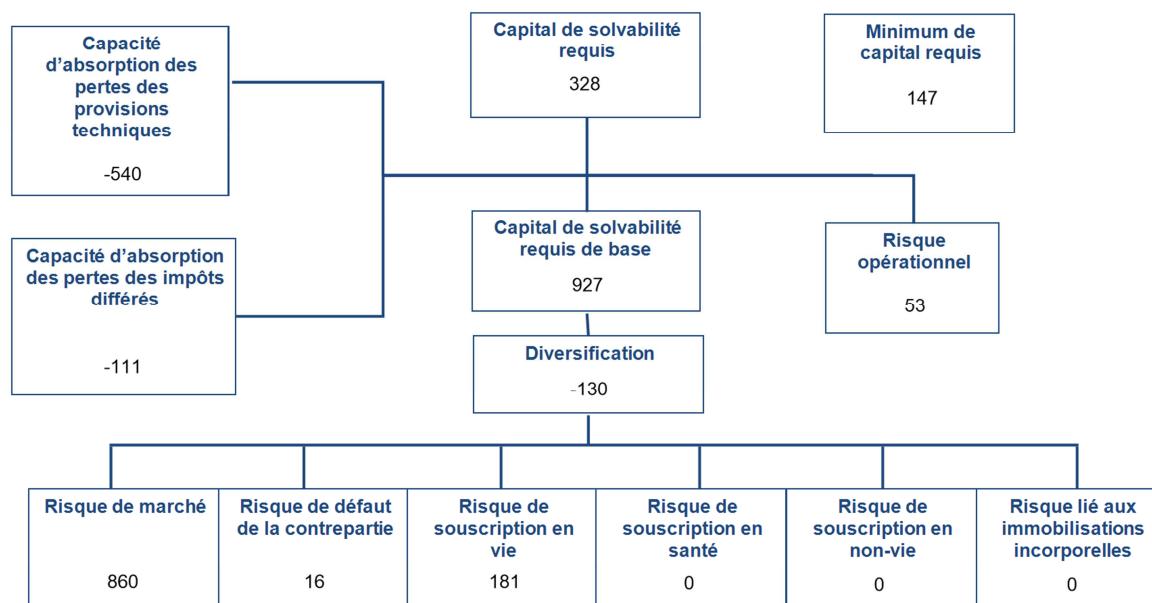 Capacité
d’absorption des
pertes des
provisions
techniques
-540
Capital de solvabilité
requis
328
Minimum de
capital requis
147
Capacité d’absorption
des pertes des impôts
différés
-111
Capital de solvabilité
requis de base
927
Risque
opérationnel
53
Diversification
-130
Risque de marché
860
Risque de défaut
de la contrepartie
16
Risque de
souscription en
vie
181
Risque de
souscription en
santé
0
Risque de
souscription en
non-vie
0
Risque lié aux
immobilisations
incorporelles
0